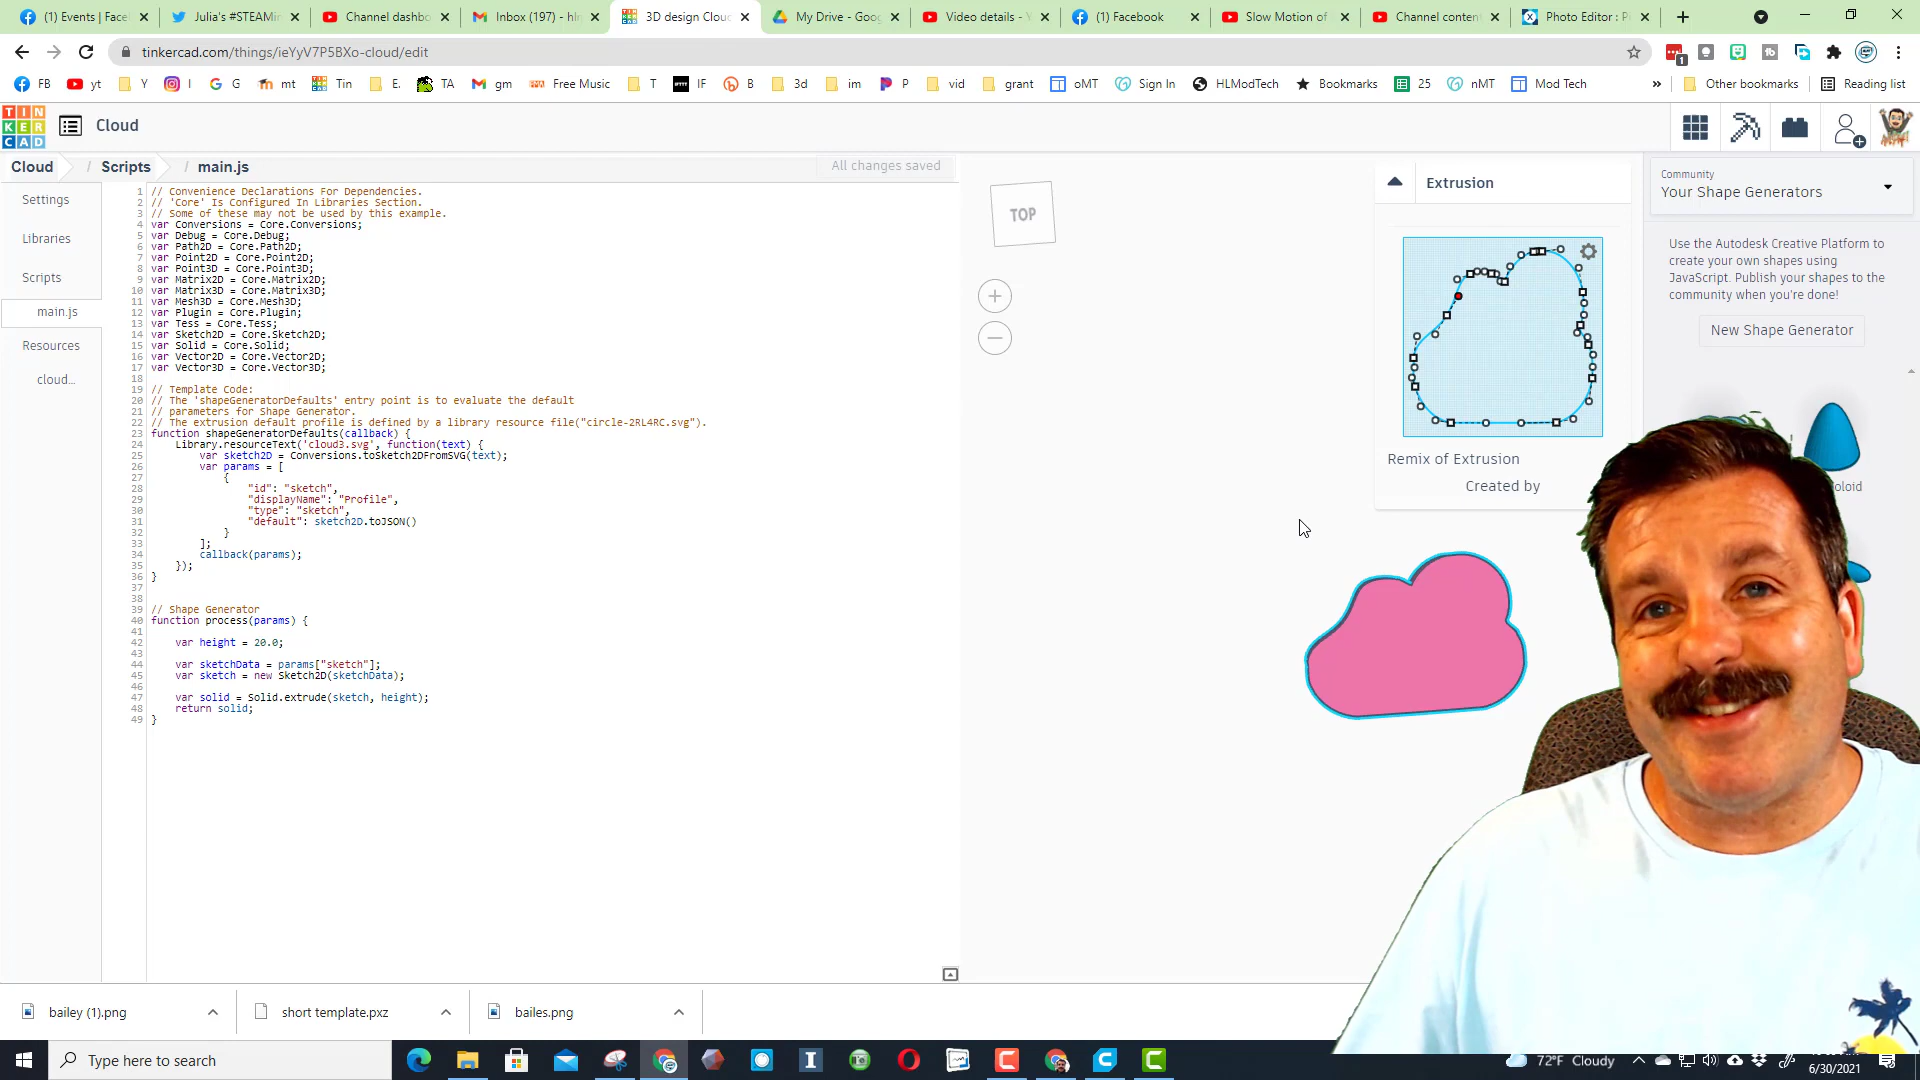 (1) Events | Face
Julia's #STEAMin
Channel dashbo
Inbox (197) - hlm
3D design Clou
My Drive - Goog
Video details - Y
(1) Facebook
Slow Motion of
Channel content
Photo Editor : Pi
tinkercad.com/things/ieYyV7P5BXo-cloud/edit
FB
yt
Y
I
G
mt
Tin
E.
TA
gm
Free Music
T
IF
B
3d
im
P
vid
grant
oMT
Sign In
HLModTech
Bookmarks
25
nMT
Mod Tech
Other bookmarks
Reading list
TIN
KER
CAD
Cloud
Cloud / Scripts / main.js
All changes saved
Settings
Libraries
Scripts
main.js
Resources
cloud...
1 // Convenience Declarations For Dependencies.
2 // 'Core' Is Configured In Libraries Section.
3 // Some of these may not be used by this example.
4 var Conversions = Core.Conversions;
5 var Debug = Core.Debug;
6 var Path2D = Core.Path2D;
7 var Point2D = Core.Point2D;
8 var Point3D = Core.Point3D;
9 var Matrix2D = Core.Matrix2D;
10 var Matrix3D = Core.Matrix3D;
11 var Mesh3D = Core.Mesh3D;
12 var Plugin = Core.Plugin;
13 var Tess = Core.Tess;
14 var Sketch2D = Core.Sketch2D;
15 var Solid = Core.Solid;
16 var Vector2D = Core.Vector2D;
17 var Vector3D = Core.Vector3D;
18
19 // Template Code:
20 // The 'shapeGeneratorDefaults' entry point is to evaluate the default
21 // parameters for Shape Generator.
22 // The extrusion default profile is defined by a library resource file("circle-2RL4RC.svg").
23 function shapeGeneratorDefaults(callback) {
24 Library.resourceText('cloud3.svg', function(text) {
25 var sketch2D = Conversions.toSketch2DFromSVG(text);
26 var params = [
27 {
28 "id": "sketch",
29 "displayName": "Profile",
30 "type": "sketch",
31 "default": sketch2D.toJSON()
32 }
33 ];
34 callback(params);
35 });
36 }
37
38
39 // Shape Generator
40 function process(params) {
41
42 var height = 20.0;
43
44 var sketchData = params["sketch"];
45 var sketch = new Sketch2D(sketchData);
46
47 var solid = Solid.extrude(sketch, height);
48 return solid;
49 }
TOP
Extrusion
Remix of Extrusion
Created by
Community
Your Shape Generators
Use the Autodesk Creative Platform to
create your own shapes using
JavaScript. Publish your shapes to the
community when you're done!
New Shape Generator
oloid
bailey (1).png
short template.pxz
bailes.png
Type here to search
72°F Cloudy
6/30/2021